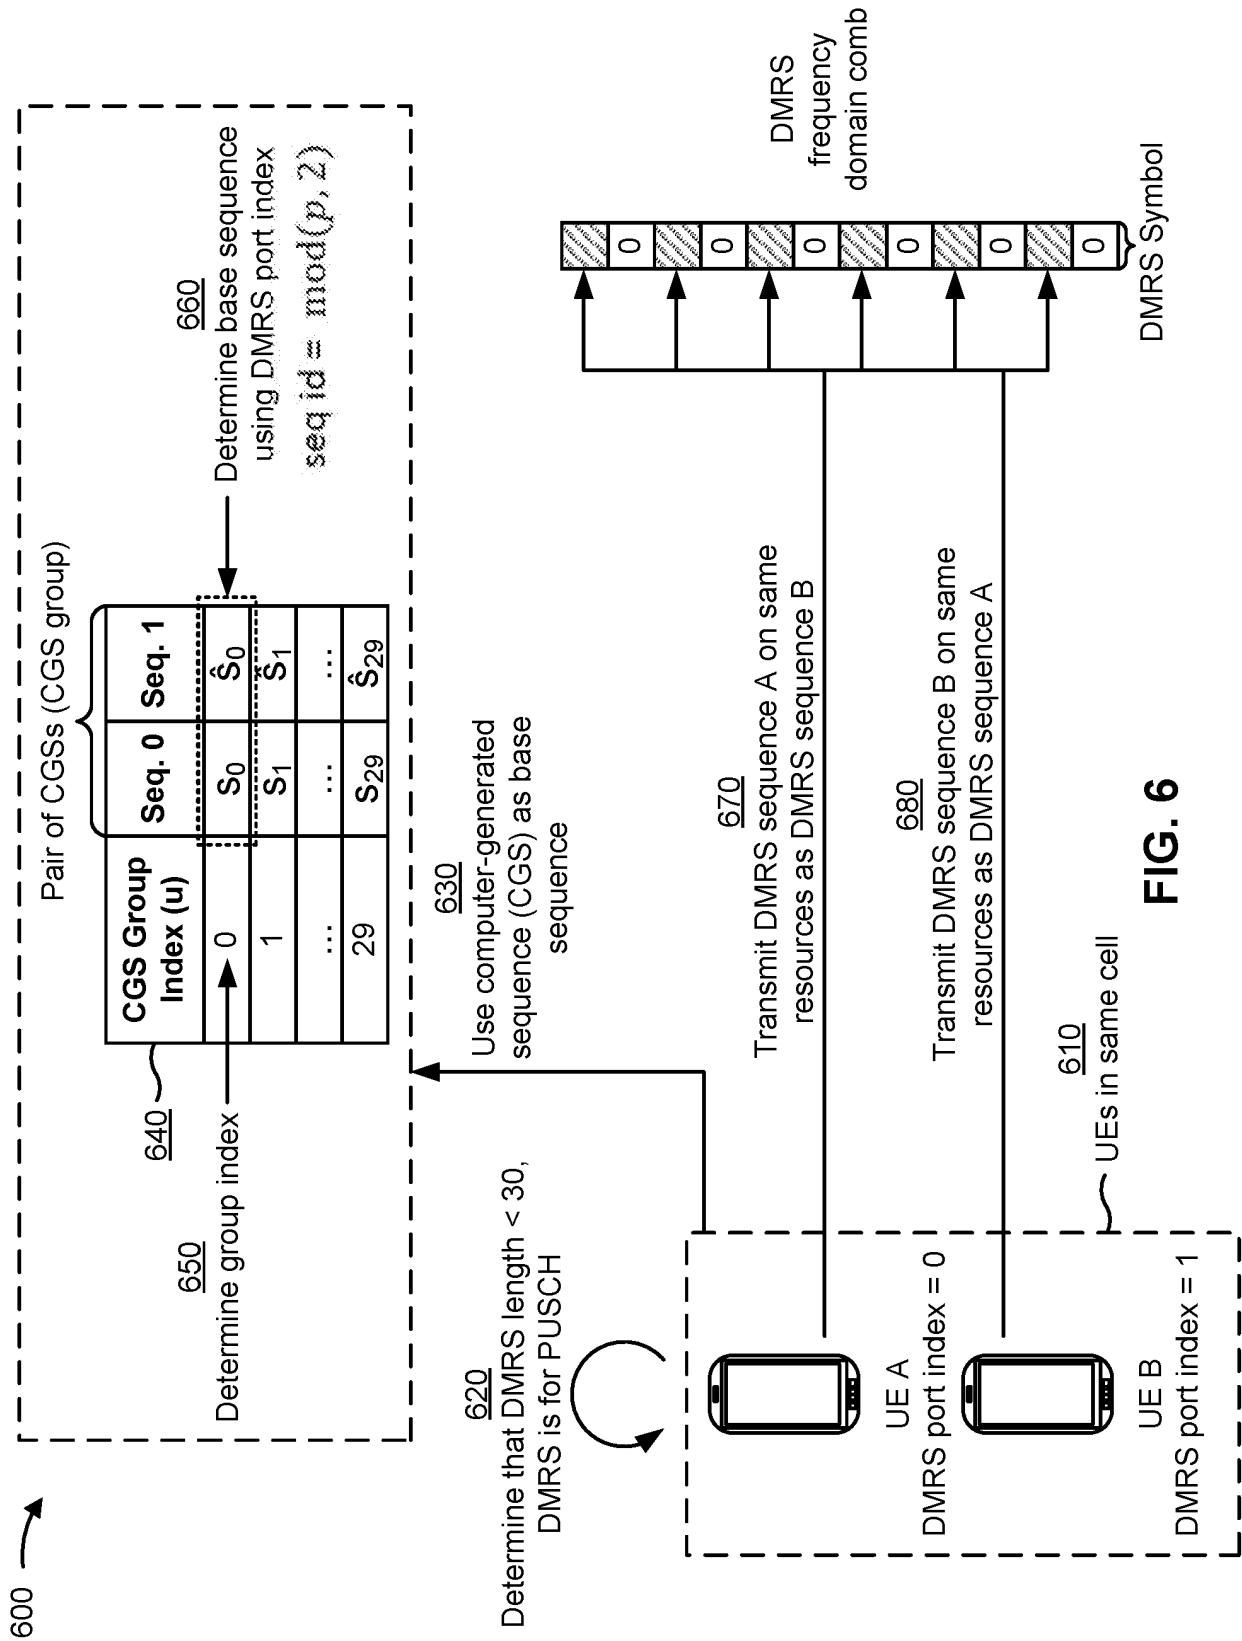 600
Pair of CGSs (CGS group)
CGS Group
Index (u)
Seq. 0
Seq. 1
0
S0
Ŝ0
1
S1
Ŝ1
...
...
...
29
S29
Ŝ29
640
650
Determine group index
660
Determine base sequence
using DMRS port index
seq id = mod(p, 2)
620
Determine that DMRS length < 30,
DMRS is for PUSCH
630
Use computer-generated
sequence (CGS) as base
sequence
UE A
DMRS port index = 0
UE B
DMRS port index = 1
610
UEs in same cell
670
Transmit DMRS sequence A on same
resources as DMRS sequence B
680
Transmit DMRS sequence B on same
resources as DMRS sequence A
0
0
0
0
0
0
DMRS
frequency
domain comb
DMRS Symbol
FIG. 6